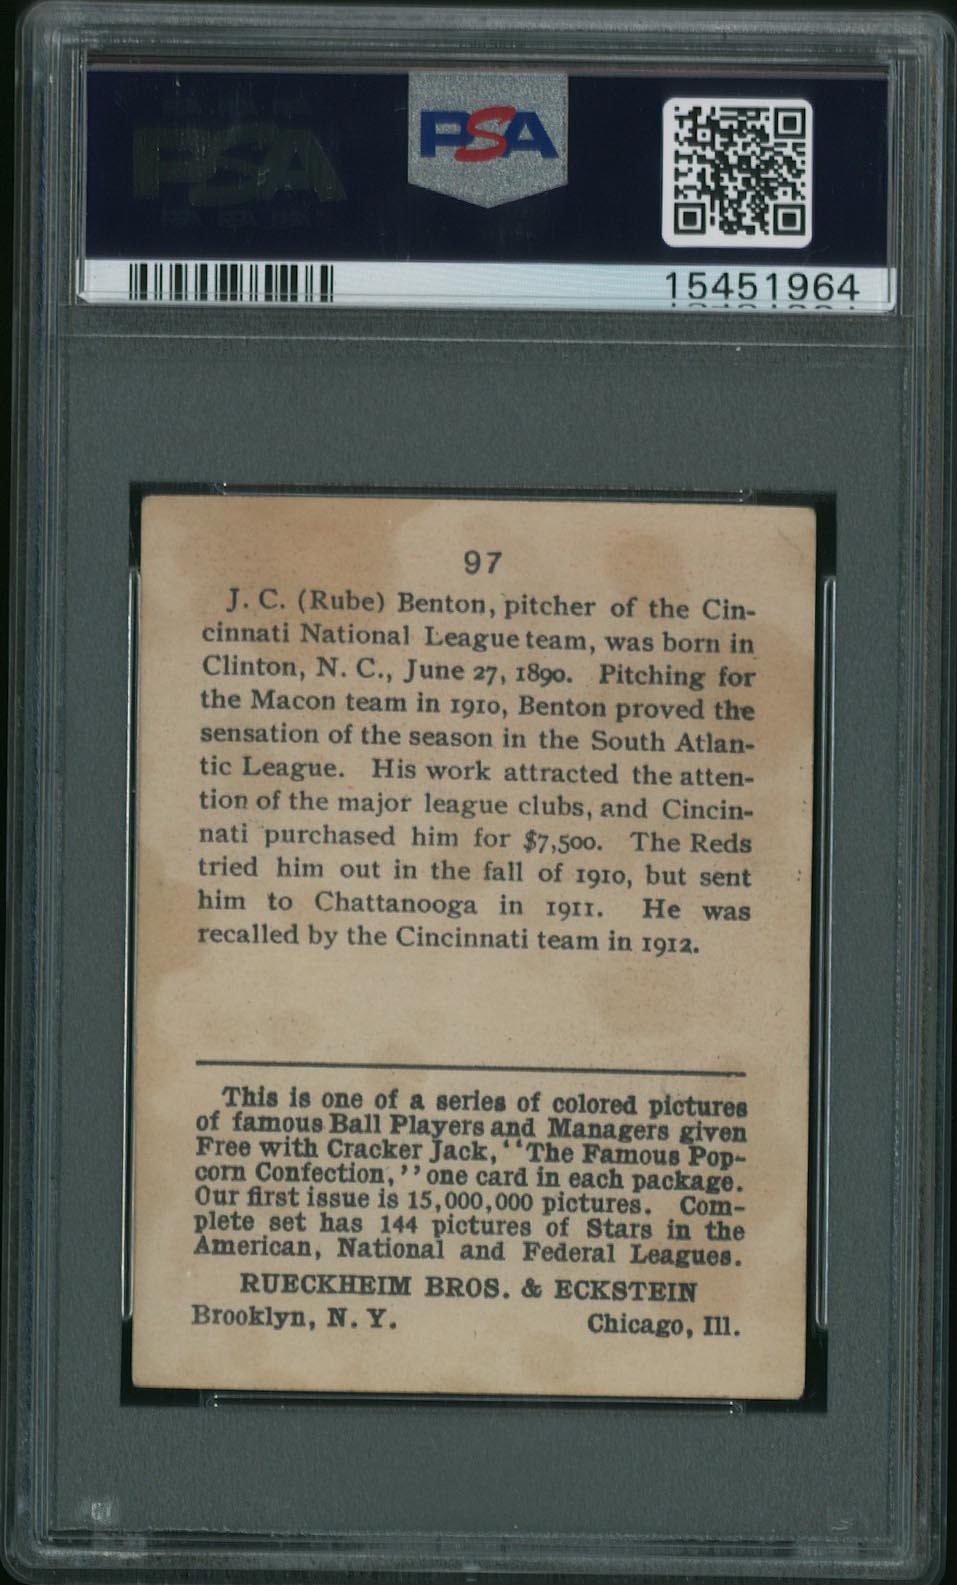 PSA
PSA
15451964
97
J. C. (Rube) Benton, pitcher of the Cin-
cinnati National League team, was born in
Clinton, N. C., June 27, 1890. Pitching for
the Macon team in 1910, Benton proved the
sensation of the season in the South Atlan-
tic League. His work attracted the atten-
tion of the major league clubs, and Cincin-
nati purchased him for $7,500. The Reds
tried him out in the fall of 1910, but sent
him to Chattanooga in 1911. He was
recalled by the Cincinnati team in 1912.
This is one of a series of colored pictures
of famous Ball Players and Managers given
Free with Cracker Jack, "The Famous Pop-
corn Confection," one card in each package.
Our first issue is 15,000,000 pictures. Com-
plete set has 144 pictures of Stars in the
American, National and Federal Leagues.
RUECKHEIM BROS. & ECKSTEIN
Brooklyn, N. Y. Chicago, Ill.